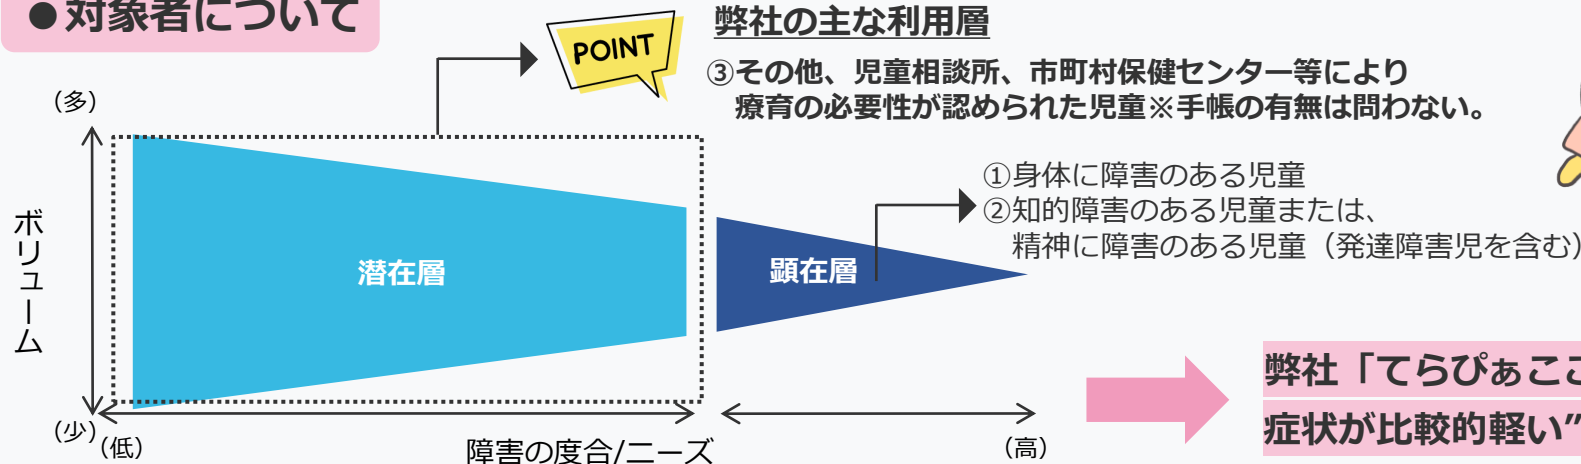 ●対象者について
POINT
弊社の主な利用層
③その他、児童相談所、市町村保健センター等により
療育の必要性が認められた児童※手帳の有無は問わない。
(多)
①身体に障害のある児童
②知的障害のある児童または、
精神に障害のある児童（発達障害児を含む）
ボリューム
潜在層
顕在層
弊社「てらぴぁここ
症状が比較的軽い”
(少)
(低)
障害の度合/ニーズ
(高)